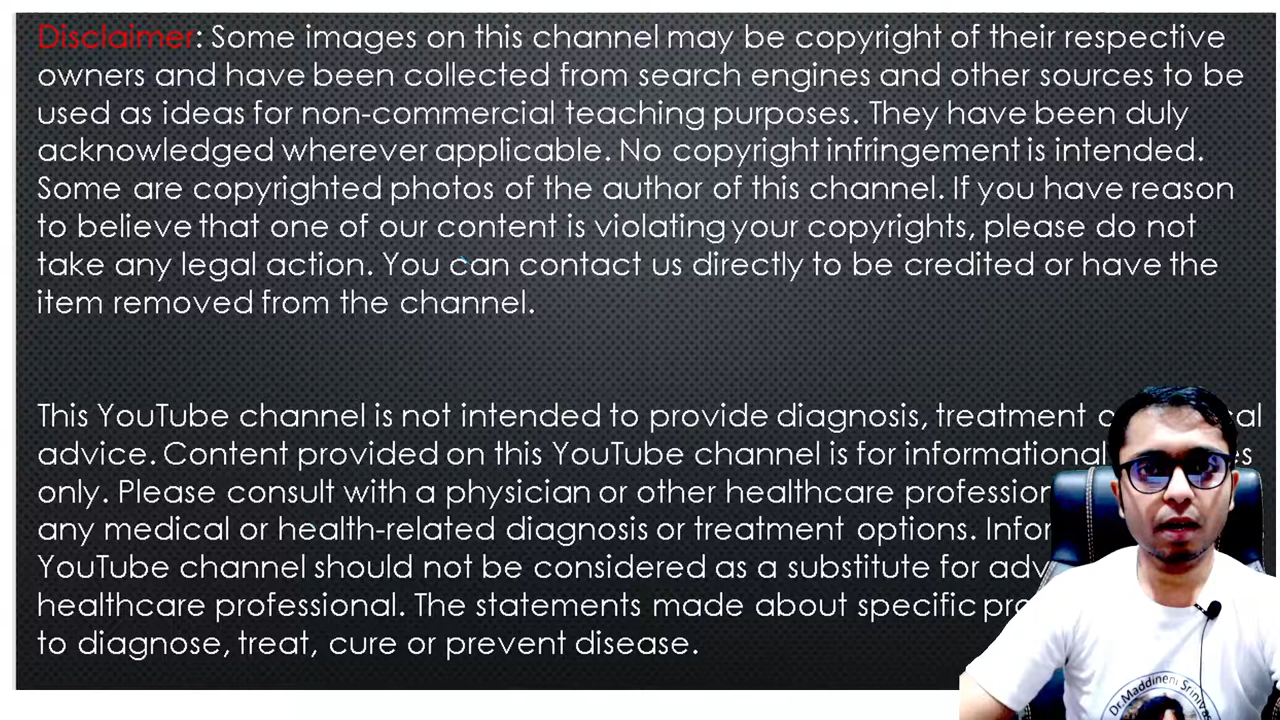 Disclaimer: Some images on this channel may be copyright of their respective
owners and have been collected from search engines and other sources to be
used as ideas for non-commercial teaching purposes. They have been duly
acknowledged wherever applicable. No copyright infringement is intended.
Some are copyrighted photos of the author of this channel. If you have reason
to believe that one of our content is violating your copyrights, please do not
take any legal action. You can contact us directly to be credited or have the
item removed from the channel.
This YouTube channel is not intended to provide diagnosis, treatment
advice. Content provided on this YouTube channel is for informational
only. Please consult with a physician or other healthcare
any medical or health-related diagnosis or treatment options.
YouTube channel should not be considered as a substitute for
healthcare professional. The statements made about specific
to diagnose, treat, cure or prevent disease.
Dr.Maddineni